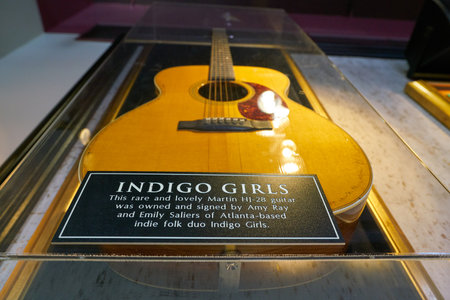 INDIGO GIRLS
This rare and lovely Martin HJ-28 guitar
was owned and signed by Amy Ray
and Emily Saliers of Atlanta-based
indie folk duo Indigo Girls.